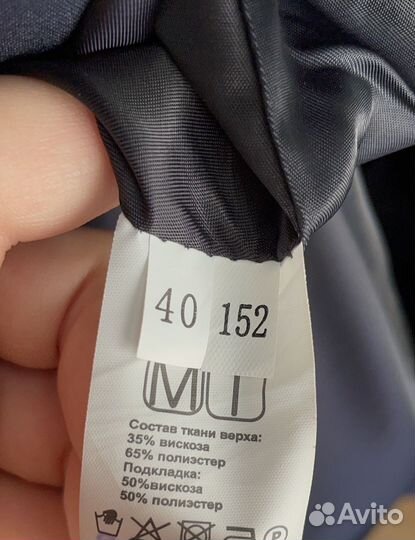 40 152
M
Состав ткани верха:
35% вискоза
65% полиэстер
Подкладка:
50%вискоза
50% полиэстер
P
Avito